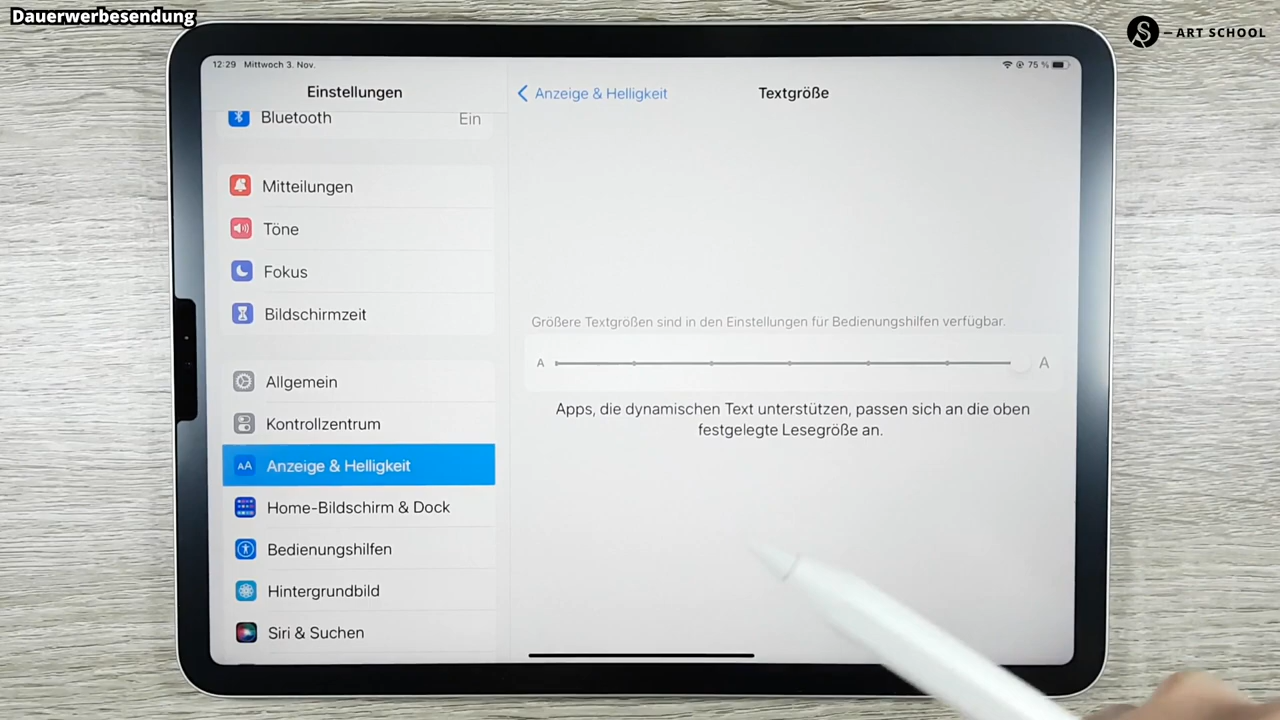 Dauerwerbesendung
S – ART SCHOOL
12:29 Mittwoch 3. Nov.
75 %
Einstellungen
Bluetooth Ein
Mitteilungen
Töne
Fokus
Bildschirmzeit
Allgemein
Kontrollzentrum
AA Anzeige & Helligkeit
Home-Bildschirm & Dock
Bedienungshilfen
Hintergrundbild
Siri & Suchen
Anzeige & Helligkeit
Textgröße
Größere Textgrößen sind in den Einstellungen für Bedienungshilfen verfügbar.
A A
Apps, die dynamischen Text unterstützen, passen sich an die oben
festgelegte Lesegröße an.